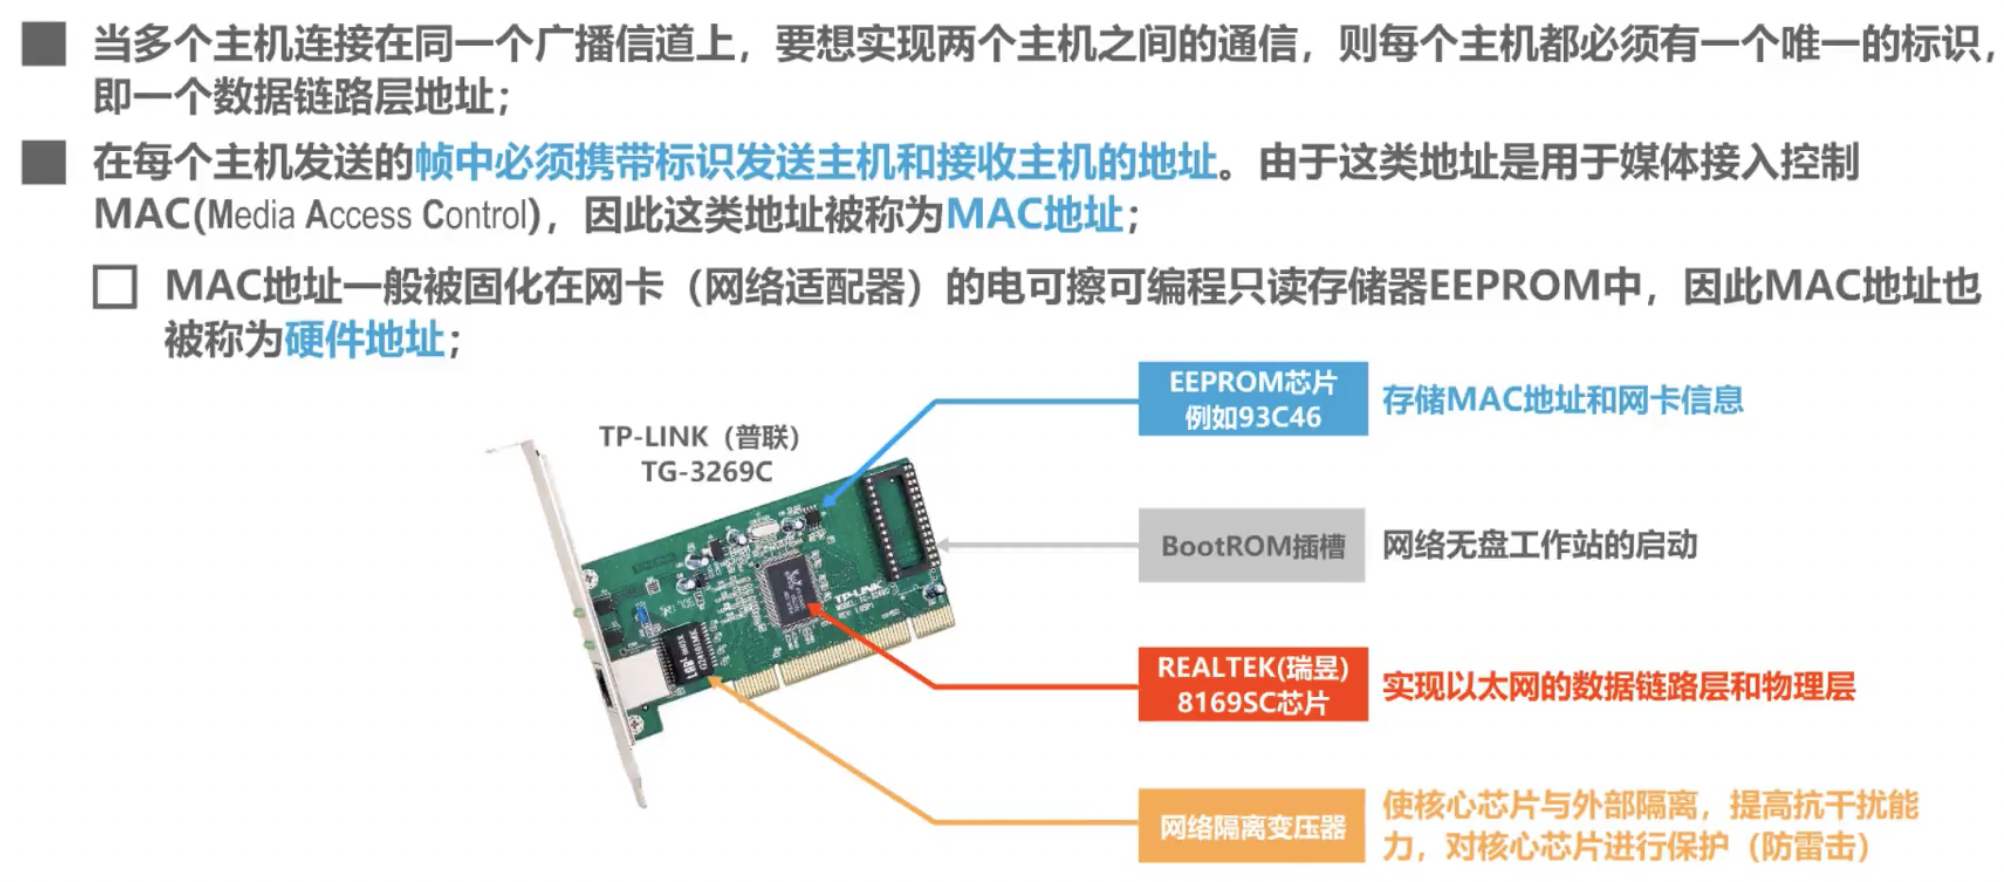 当多个主机连接在同一个广播信道上，要想实现两个主机之间的通信，则每个主机都必须有一个唯一的标识，
即一个数据链路层地址；
在每个主机发送的帧中必须携带标识发送主机和接收主机的地址。由于这类地址是用于媒体接入控制
MAC(Media Access Control)，因此这类地址被称为MAC地址；
MAC地址一般被固化在网卡（网络适配器）的电可擦可编程只读存储器EEPROM中，因此MAC地址也
被称为硬件地址；
TP-LINK（普联）
TG-3269C
EEPROM芯片
例如93C46
存储MAC地址和网卡信息
BootROM插槽
网络无盘工作站的启动
REALTEK(瑞昱)
8169SC芯片
实现以太网的数据链路层和物理层
网络隔离变压器
使核心芯片与外部隔离，提高抗干扰能
力，对核心芯片进行保护（防雷击）
TP-LINK